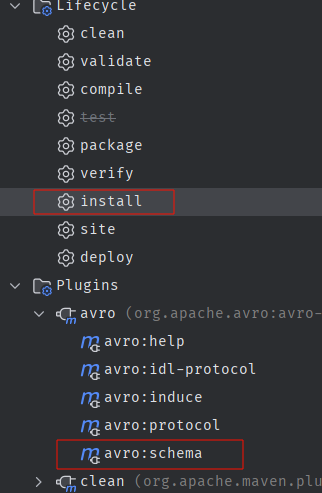 Lifecycle
clean
validate
compile
test
package
verify
install
site
deploy
Plugins
avro (org.apache.avro:avro-
m avro:help
m avro:idl-protocol
m avro:induce
m avro:protocol
m avro:schema
clean (org.apache.maven.plu